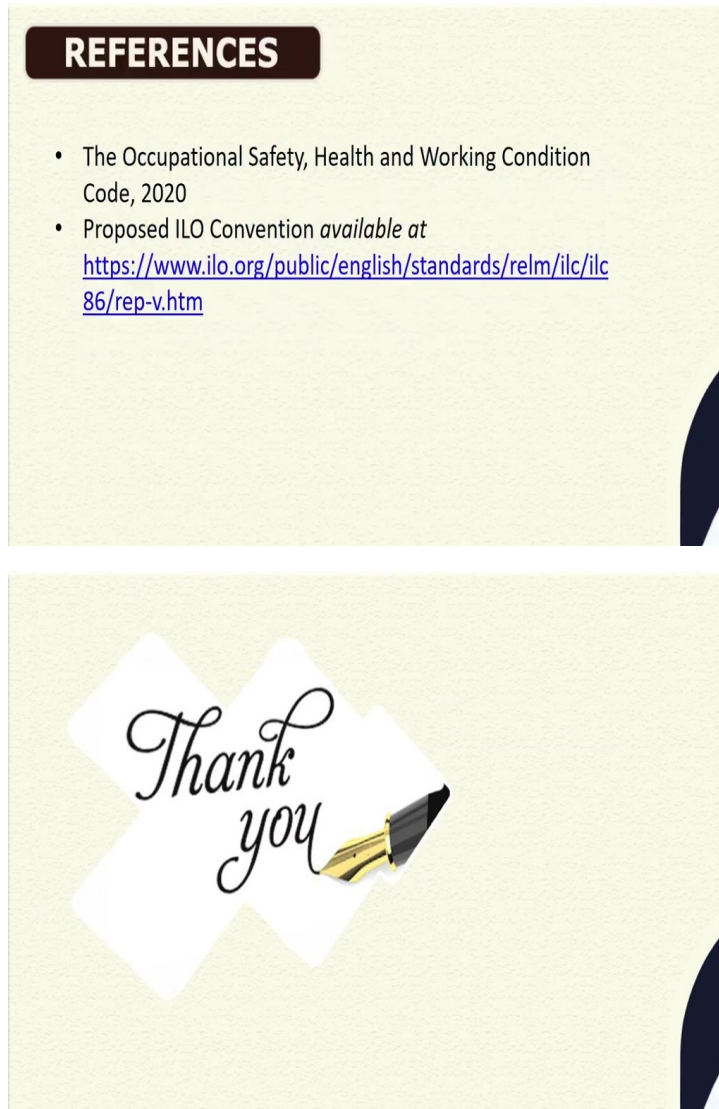 REFERENCES
• The Occupational Safety, Health and Working Condition
Code, 2020
• Proposed ILO Convention available at
https://www.ilo.org/public/english/standards/relm/ilc/ilc
86/rep-v.htm
Thank
you